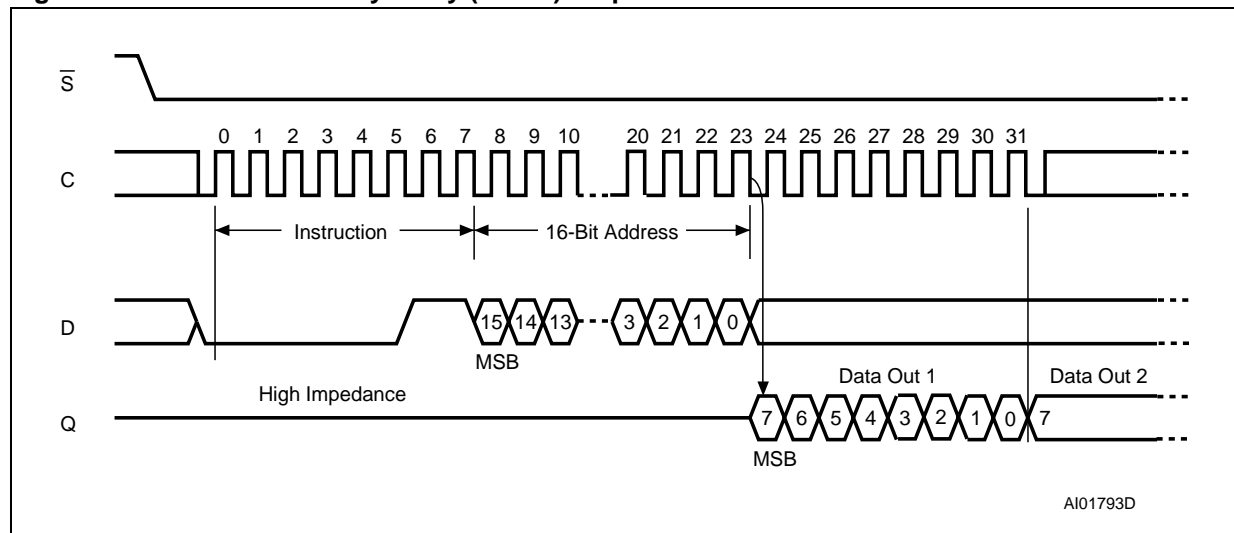 S
0 1 2 3 4 5 6 7 8 9 10 20 21 22 23 24 25 26 27 28 29 30 31
C
Instruction 16-Bit Address
D
15 14 13 3 2 1 0
MSB
High Impedance Data Out 1 Data Out 2
Q
7 6 5 4 3 2 1 0 7
MSB
AI01793D